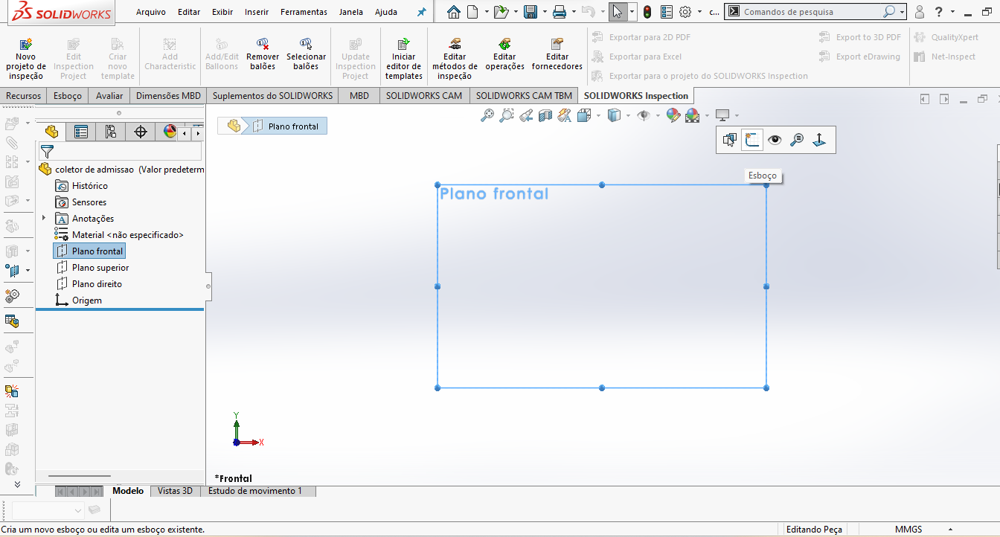 SOLIDWORKS
Arquivo Editar Exibir Inserir Ferramentas Janela Ajuda
c...
Comandos de pesquisa
?
Novo projeto de inspeção
Edit Inspection Project
Criar novo template
Add Characteristic
Add/Edit Balloons
Remover balões
Selecionar balões
Update Inspection Project
Iniciar editor de templates
Editar métodos de inspeção
Editar operações
Editar fornecedores
Exportar para 2D PDF
Exportar para Excel
Exportar para o projeto do SOLIDWORKS Inspection
Export to 3D PDF
Export eDrawing
QualityXpert
Net-Inspect
Recursos Esboço Avaliar Dimensões MBD Suplementos do SOLIDWORKS MBD SOLIDWORKS CAM SOLIDWORKS CAM TBM SOLIDWORKS Inspection
Plano frontal
coletor de admissao (Valor predeterm
Histórico
Sensores
Anotações
Material <não especificado>
Plano frontal
Plano superior
Plano direito
Origem
Esboço
Plano frontal
Y
X
*Frontal
Modelo Vistas 3D Estudo de movimento 1
Cria um novo esboço ou edita um esboço existente.
Editando Peça
MMGS